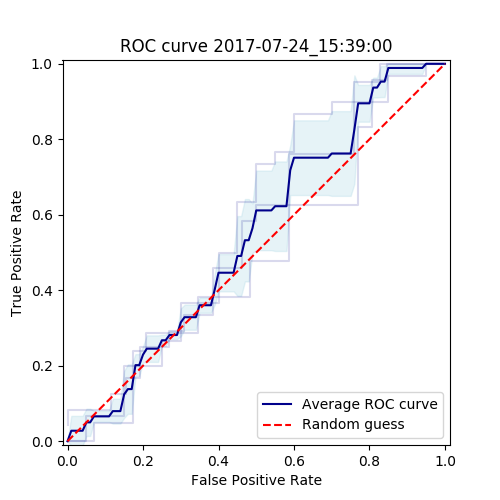 ROC curve 2017-07-24_15:39:00
True Positive Rate
1.0
0.8
0.6
0.4
0.2
0.0
0.0 0.2 0.4 0.6 0.8 1.0
False Positive Rate
Average ROC curve
Random guess